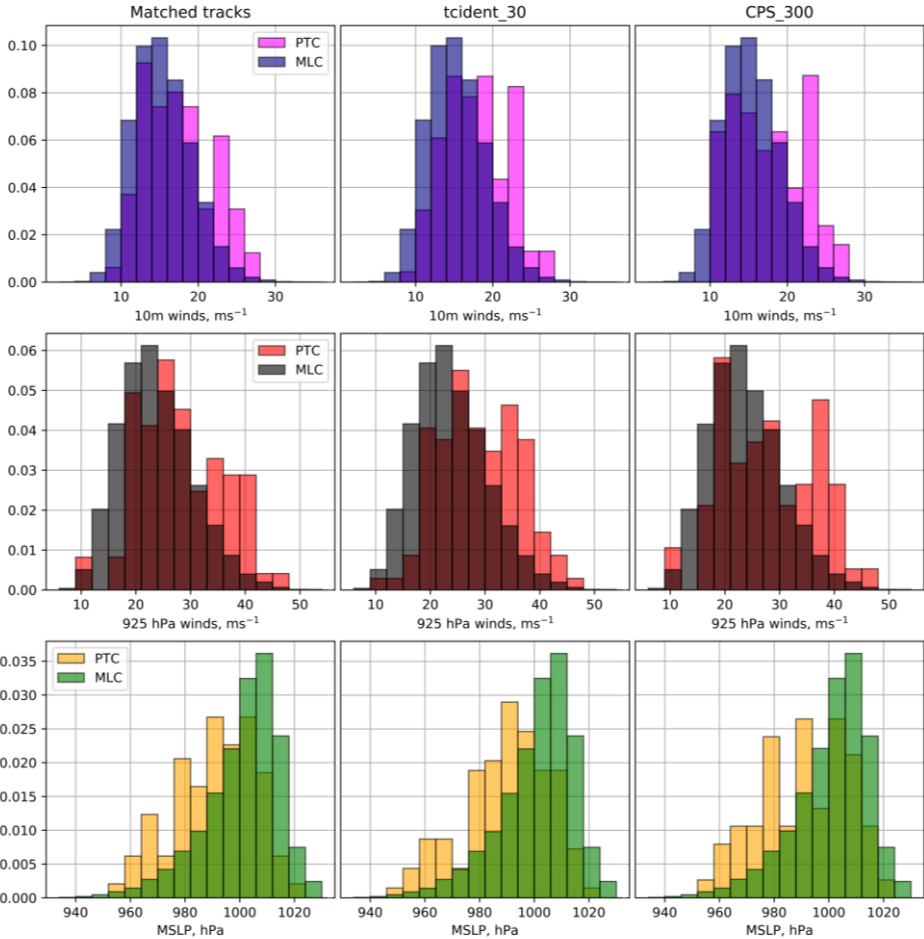 Matched tracks tcident_30 CPS_300
0.10
0.08
0.06
0.04
0.02
0.00
PTC
MLC
10 20 30 10 20 30 10 20 30
10m winds, ms⁻¹ 10m winds, ms⁻¹ 10m winds, ms⁻¹
0.06
0.05
0.04
0.03
0.02
0.01
0.00
PTC
MLC
10 20 30 40 50 10 20 30 40 50 10 20 30 40 50
925 hPa winds, ms⁻¹ 925 hPa winds, ms⁻¹ 925 hPa winds, ms⁻¹
0.035
0.030
0.025
0.020
0.015
0.010
0.005
0.000
PTC
MLC
940 960 980 1000 1020 940 960 980 1000 1020 940 960 980 1000 1020
MSLP, hPa MSLP, hPa MSLP, hPa